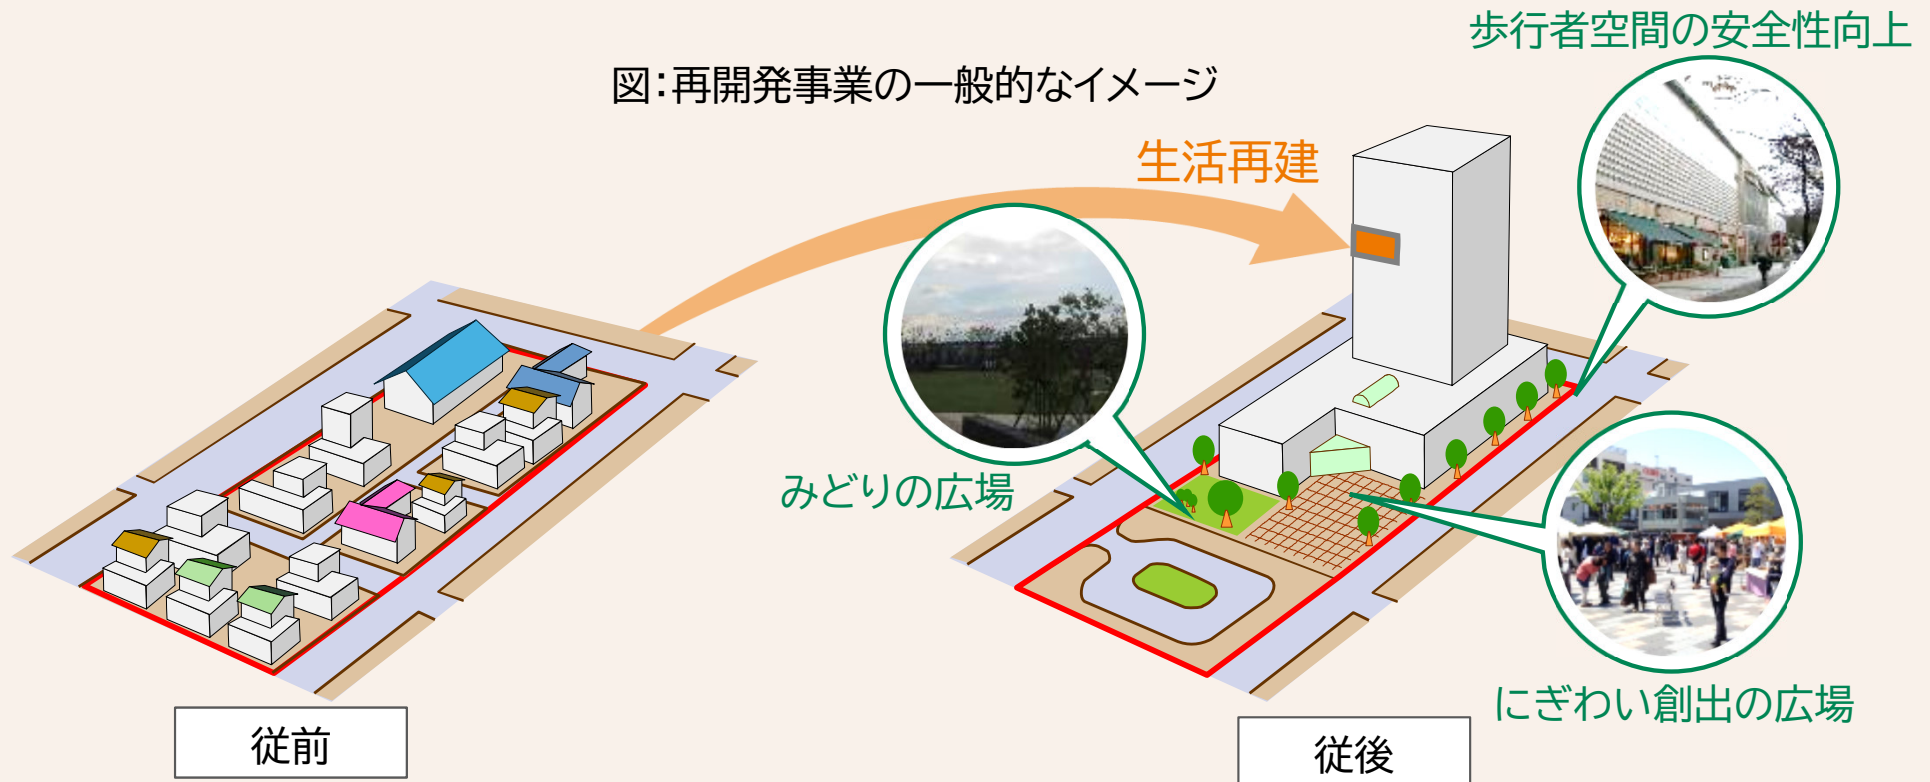 歩行者空間の安全性向上
図：再開発事業の一般的なイメージ
生活再建
みどりの広場
にぎわい創出の広場
従前
従後